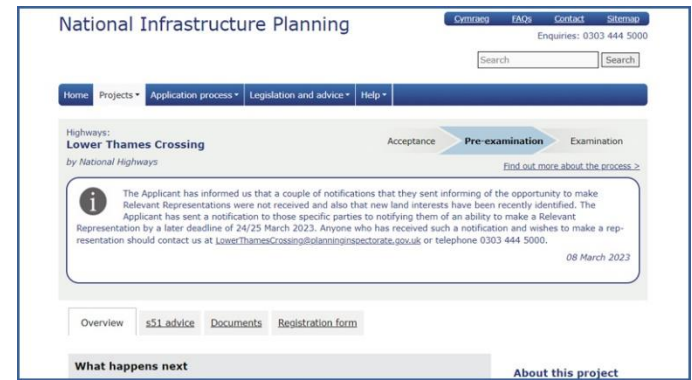 National Infrastructure Planning
Cymraeg FAQs Contact Sitemap
Enquiries: 0303 444 5000
Search Search
Home Projects Application process Legislation and advice Help
Highways:
Lower Thames Crossing
by National Highways
Acceptance Pre-examination Examination
Find out more about the process >
The Applicant has informed us that a couple of notifications that they sent informing of the opportunity to make
Relevant Representations were not received and also that new land interests have been recently identified. The
Applicant has sent a notification to those specific parties to notifying them of an ability to make a Relevant
Representation by a later deadline of 24/25 March 2023. Anyone who has received such a notification and wishes to make a rep-
resentation should contact us at LowerThamesCrossing@planninginspectorate.gov.uk or telephone 0303 444 5000.
08 March 2023
Overview s51 advice Documents Registration form
What happens next
About this project